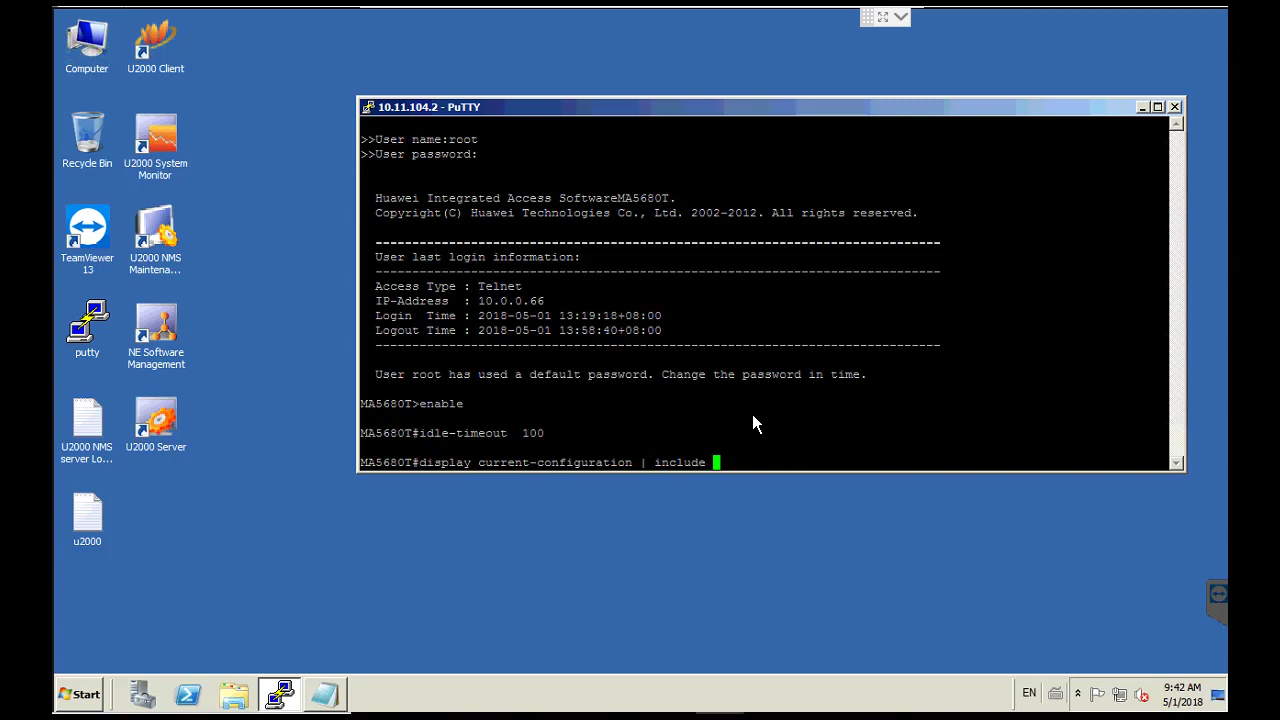 Computer
U2000 Client
Recycle Bin
U2000 System
Monitor
TeamViewer
13
U2000 NMS
Maintena...
putty
NE Software
Management
U2000 NMS
server Lo...
U2000 Server
u2000
10.11.104.2 - PuTTY
>>User name:root
>>User password:
Huawei Integrated Access SoftwareMA5680T.
Copyright(C) Huawei Technologies Co., Ltd. 2002-2012. All rights reserved.
-----------------------------------------------------------------------------
User last login information:
-----------------------------------------------------------------------------
Access Type : Telnet
IP-Address  : 10.0.0.66
Login  Time : 2018-05-01 13:19:18+08:00
Logout Time : 2018-05-01 13:58:40+08:00
-----------------------------------------------------------------------------
User root has used a default password. Change the password in time.
MA5680T>enable
MA5680T#idle-timeout  100
MA5680T#display current-configuration | include
Start
EN
9:42 AM
5/1/2018